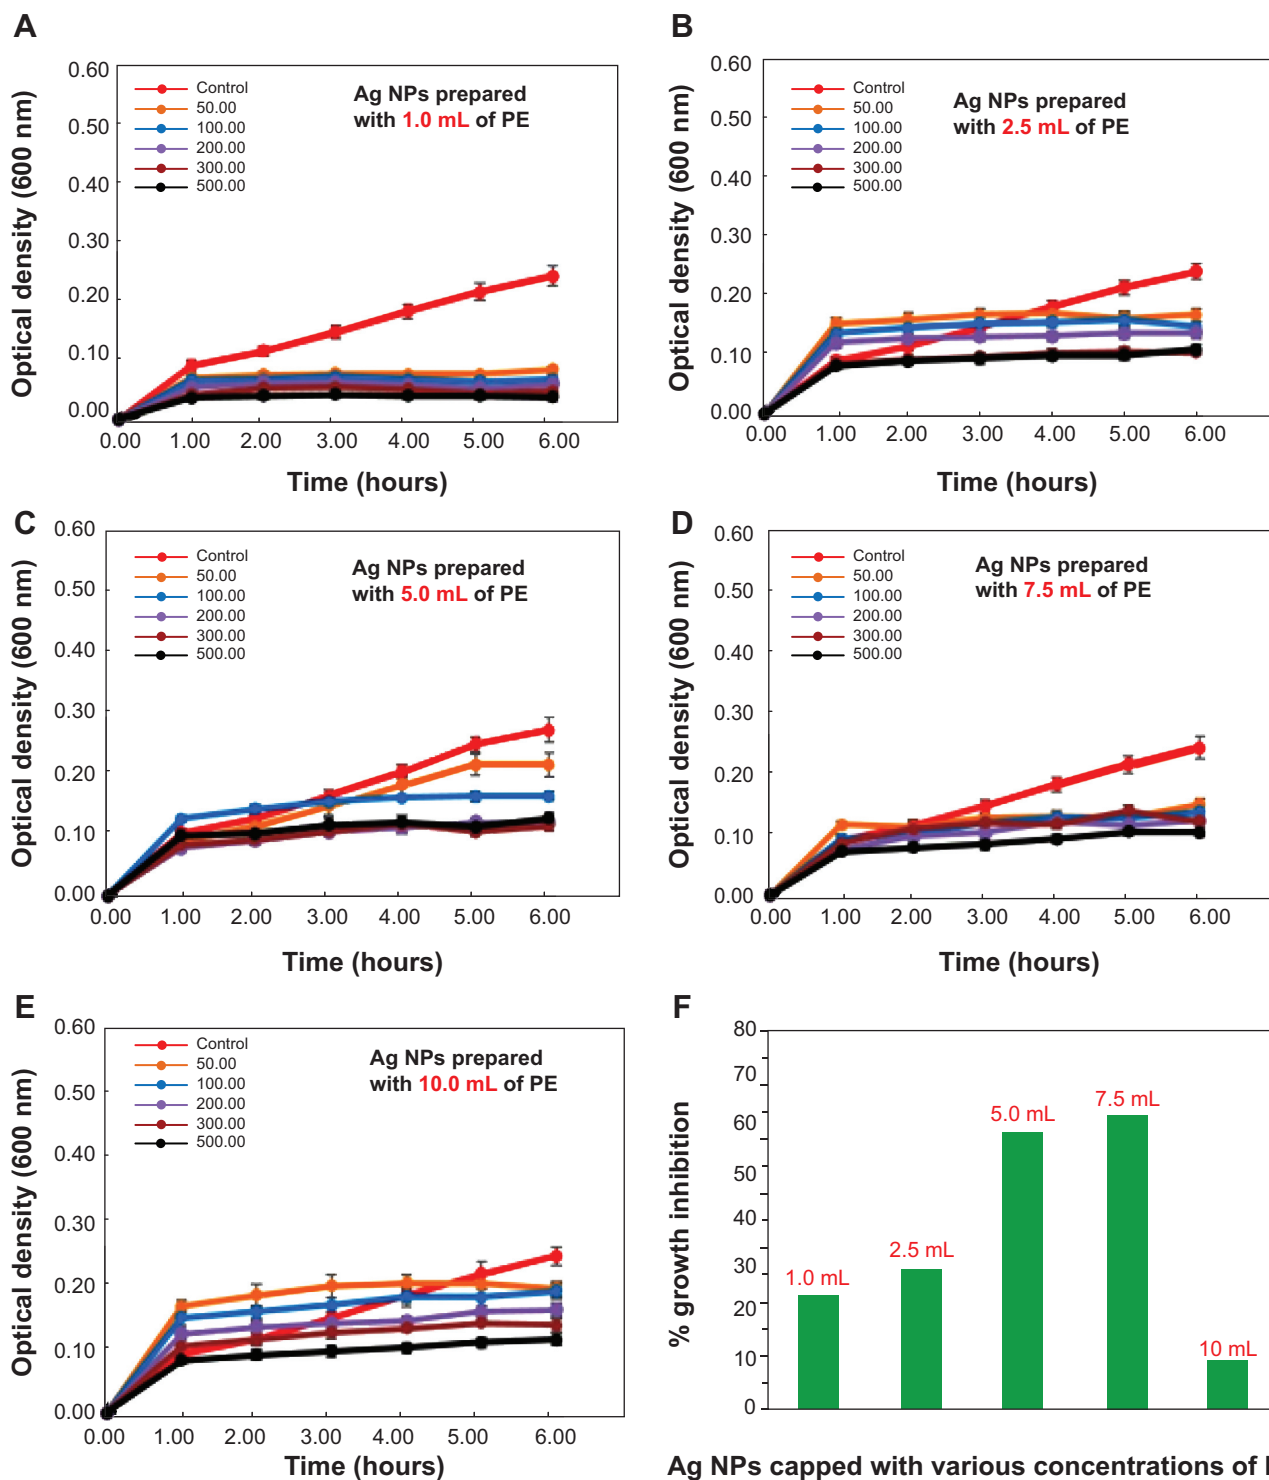 A
Optical density (600 nm)
0.60
0.50
0.40
0.30
0.20
0.10
0.00
Control
50.00
100.00
200.00
300.00
500.00
Ag NPs prepared
with 1.0 mL of PE
0.00 1.00 2.00 3.00 4.00 5.00 6.00
Time (hours)
B
Optical density (600 nm)
0.60
0.50
0.40
0.30
0.20
0.10
0.00
Control
50.00
100.00
200.00
300.00
500.00
Ag NPs prepared
with 2.5 mL of PE
0.00 1.00 2.00 3.00 4.00 5.00 6.00
Time (hours)
C
Optical density (600 nm)
0.60
0.50
0.40
0.30
0.20
0.10
0.00
Control
50.00
100.00
200.00
300.00
500.00
Ag NPs prepared
with 5.0 mL of PE
0.00 1.00 2.00 3.00 4.00 5.00 6.00
Time (hours)
D
Optical density (600 nm)
0.60
0.50
0.40
0.30
0.20
0.10
0.00
Control
50.00
100.00
200.00
300.00
500.00
Ag NPs prepared
with 7.5 mL of PE
0.00 1.00 2.00 3.00 4.00 5.00 6.00
Time (hours)
E
Optical density (600 nm)
0.60
0.50
0.40
0.30
0.20
0.10
0.00
Control
50.00
100.00
200.00
300.00
500.00
Ag NPs prepared
with 10.0 mL of PE
0.00 1.00 2.00 3.00 4.00 5.00 6.00
Time (hours)
F
% growth inhibition
80
70
60
50
40
30
20
10
0
1.0 mL
2.5 mL
5.0 mL
7.5 mL
10 mL
Ag NPs capped with various concentrations of